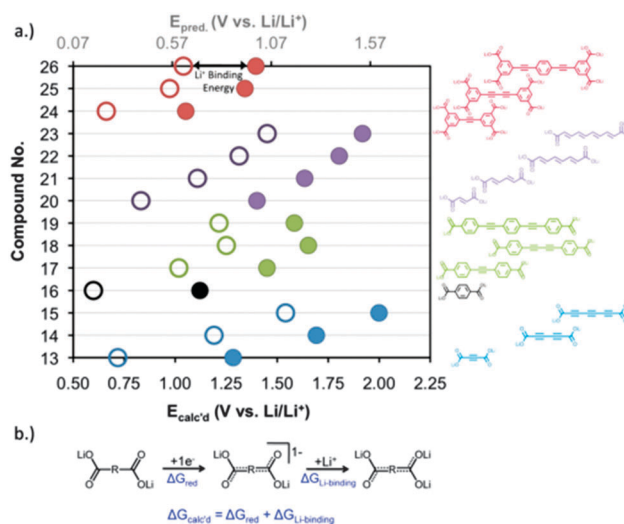 a.)
E_pred. (V vs. Li/Li⁺)
0.07 0.57 1.07 1.57
Li⁺ Binding
Energy
Compound No.
26
25
24
23
22
21
20
19
18
17
16
15
14
13
0.50 0.75 1.00 1.25 1.50 1.75 2.00 2.25
E_calc'd (V vs. Li/Li⁺)
b.)
LiO O R O OLi
+1e⁻
ΔG_red
LiO O R O OLi 1-
+Li⁺
ΔG_Li-binding
LiO O R O OLi
ΔG_calc'd = ΔG_red + ΔG_Li-binding